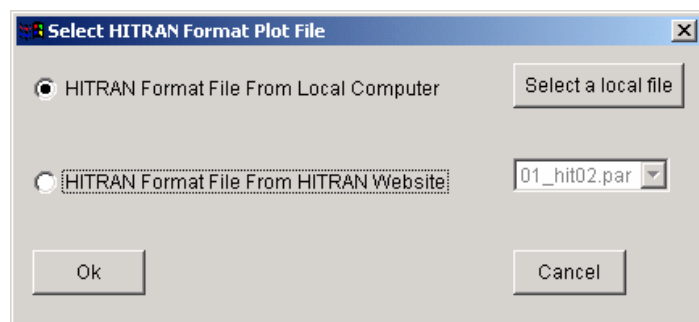 Select HITRAN Format Plot File
HITRAN Format File From Local Computer
Select a local file
HITRAN Format File From HITRAN Website
01_hit02.par
Ok
Cancel